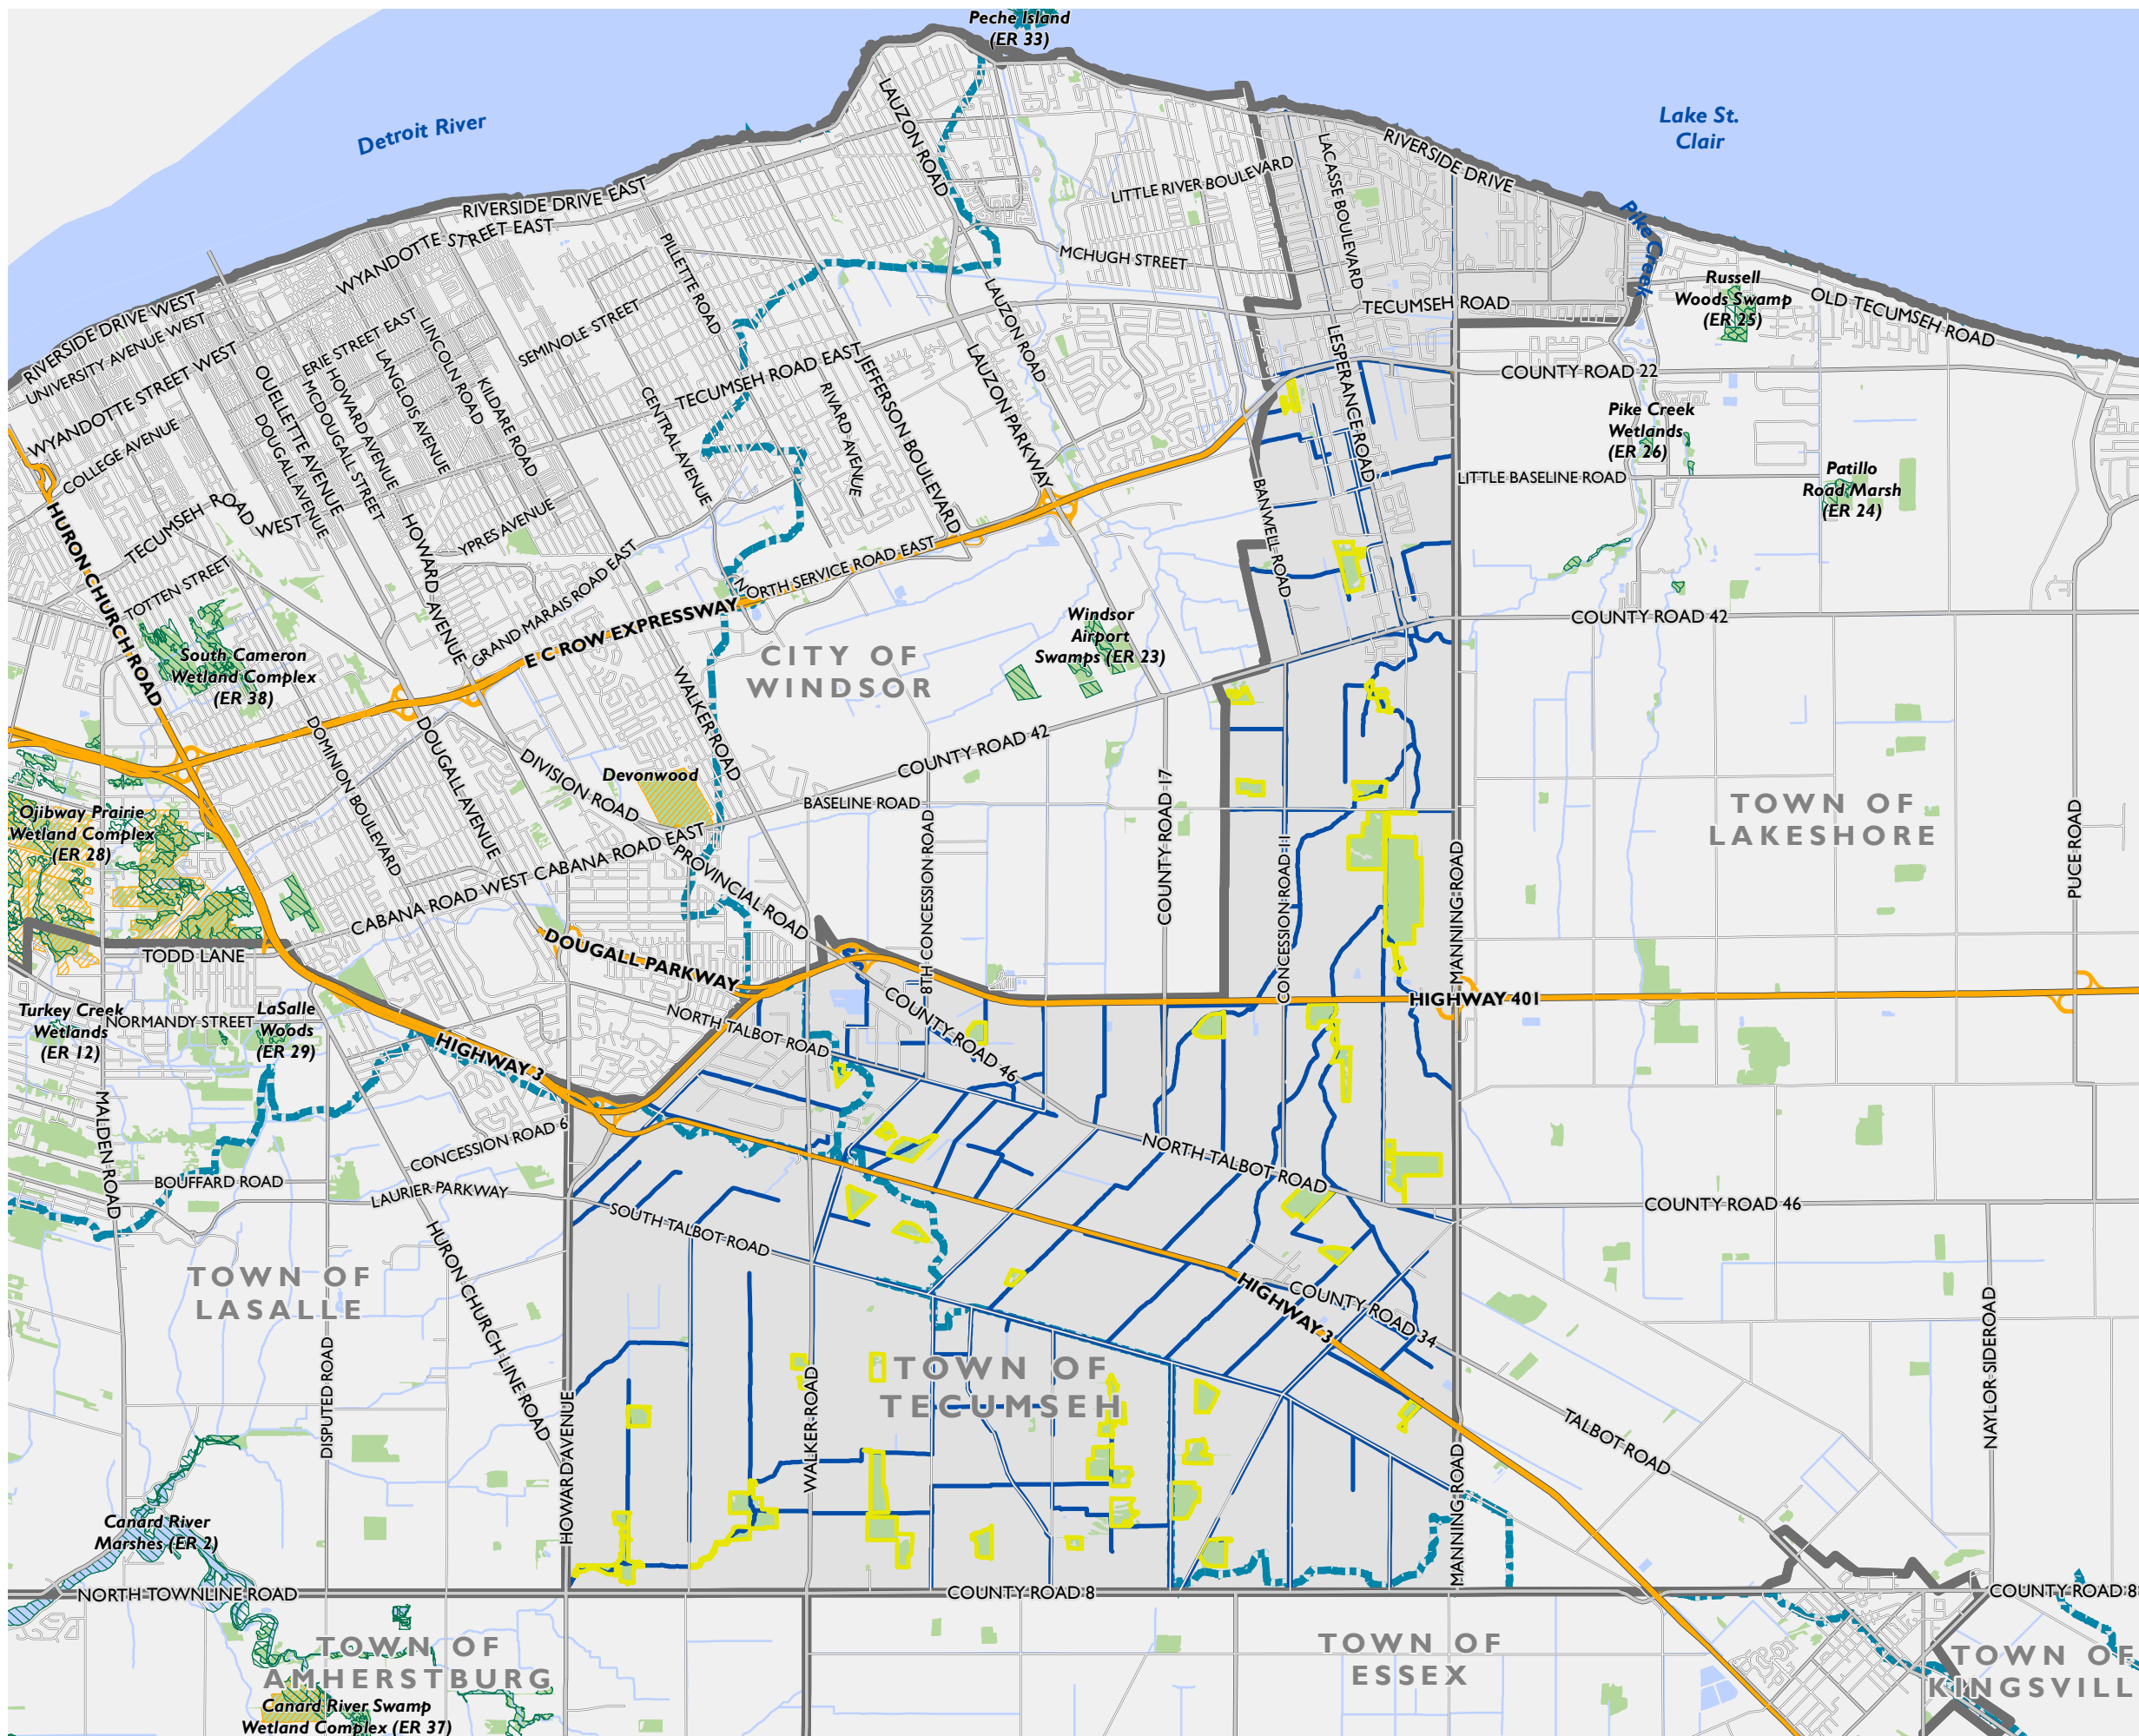 Peche Island
(ER 33)
Detroit River
Lake St.
Clair
LAUZON ROAD
RIVERSIDE DRIVE
LACASSE BOULEVARD
LITTLE RIVER BOULEVARD
RIVERSIDE DRIVE EAST
WYANDOTTE STREET EAST
PILLETTE ROAD
MCHUGH STREET
Pike Creek
Russell
Woods Swamp
(ER 25)
OLD TECUMSEH ROAD
TECUMSEH ROAD
RIVERSIDE DRIVE WEST
UNIVERSITY AVENUE WEST
WYANDOTTE STREET WEST
ERIE STREET EAST
LINCOLN ROAD
SEMINOLE STREET
LAUZON ROAD
LAUZON PARKWAY
LESPERANCE ROAD
COUNTY ROAD 22
COLLEGE AVENUE
OUELLETTE AVENUE
DOUGALL AVENUE
MCDOUGALL STREET
HOWARD AVENUE
LANGLOIS AVENUE
KILDARE ROAD
CENTRAL AVENUE
TECUMSEH ROAD EAST
RIVARD AVENUE
JEFFERSON BOULEVARD
Pike Creek
Wetlands
(ER 26)
Patillo
Road Marsh
(ER 24)
LITTLE BASELINE ROAD
BANWELL ROAD
TECUMSEH ROAD
WEST
HURON CHURCH ROAD
TOTTEN STREET
HOWARD AVENUE
YPRES AVENUE
GRAND MARAIS ROAD EAST
NORTH SERVICE ROAD EAST
E C ROW EXPRESSWAY
South Cameron
Wetland Complex
(ER 38)
Windsor
Airport
Swamps (ER 23)
CITY OF
WINDSOR
COUNTY ROAD 42
WALKER ROAD
COUNTY ROAD 42
DOMINION BOULEVARD
DOUGALL AVENUE
DIVISION ROAD
Devonwood
BASELINE ROAD
COUNTY ROAD 17
TOWN OF
LAKESHORE
PUCE ROAD
Ojibway Prairie
Wetland Complex
(ER 28)
CABANA ROAD WEST
CABANA ROAD EAST
PROVINCIAL ROAD
8TH CONCESSION ROAD
CONCESSION ROAD 11
MANNING ROAD
TODD LANE
DOUGALL PARKWAY
HIGHWAY 401
Turkey Creek
Wetlands
(ER 12)
NORMANDY STREET
LaSalle
Woods
(ER 29)
HIGHWAY 3
NORTH TALBOT ROAD
COUNTY ROAD 46
MALDEN ROAD
CONCESSION ROAD 6
NORTH TALBOT ROAD
BOUFFARD ROAD
LAURIER PARKWAY
SOUTH TALBOT ROAD
COUNTY ROAD 46
HURON CHURCH LINE ROAD
TOWN OF
LASALLE
HIGHWAY 3
COUNTY ROAD 34
TOWN OF
TECUMSEH
DISPUTED ROAD
HOWARD AVENUE
WALKER ROAD
MANNING ROAD
TALBOT ROAD
NAYLOR SIDEROAD
Canard River
Marshes (ER 2)
NORTH TOWNLINE ROAD
COUNTY ROAD 8
COUNTY ROAD 8
TOWN OF
AMHERSTBURG
Canard River Swamp
Wetland Complex (ER 37)
TOWN OF
ESSEX
TOWN OF
KINGSVILL